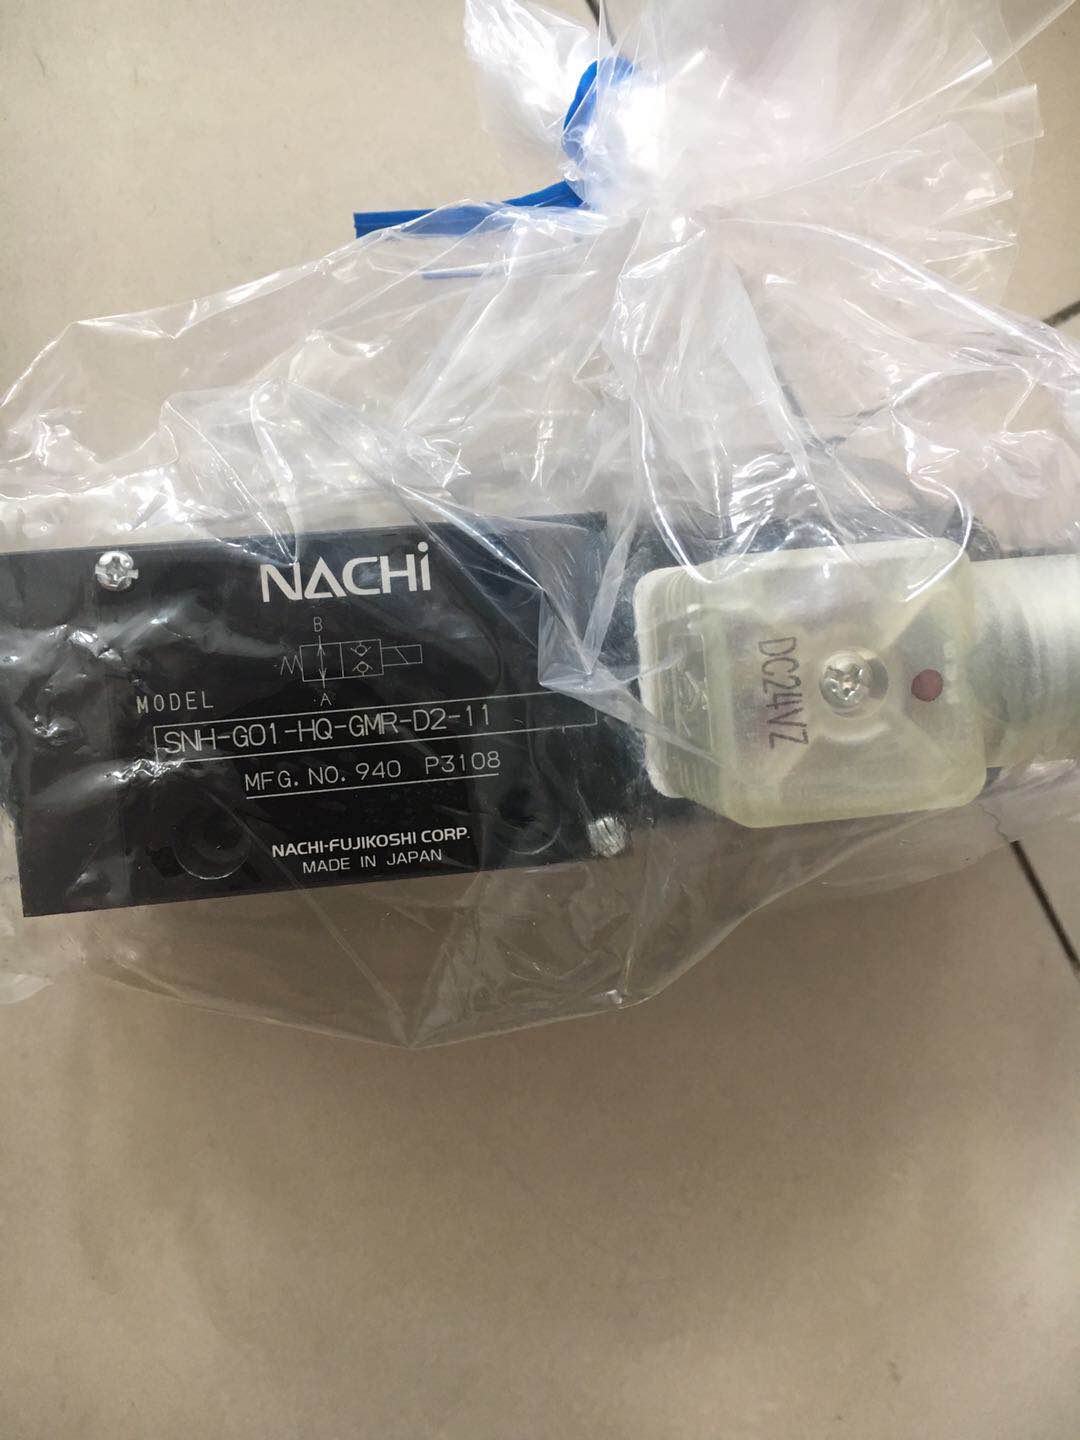 NACHi
B
A
MODEL
SNH-G01-HQ-GMR-D2-11
MFG. NO. 940 P3108
NACHI-FUJIKOSHI CORP.
MADE IN JAPAN
DC24VZ